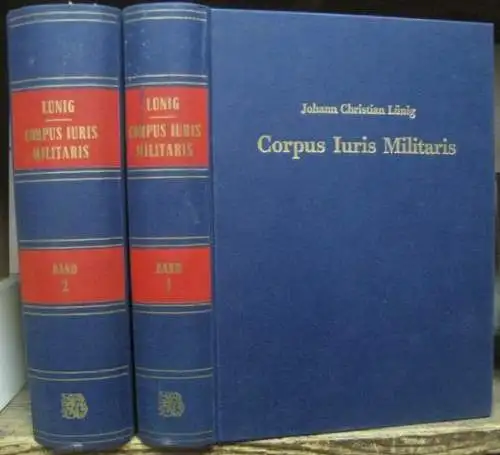 LÜNIG
CORPUS IURIS
MILITARIS
BAND
2
LÜNIG
CORPUS IURIS
MILITARIS
BAND
1
Johann Christian Lünig
Corpus Iuris Militaris